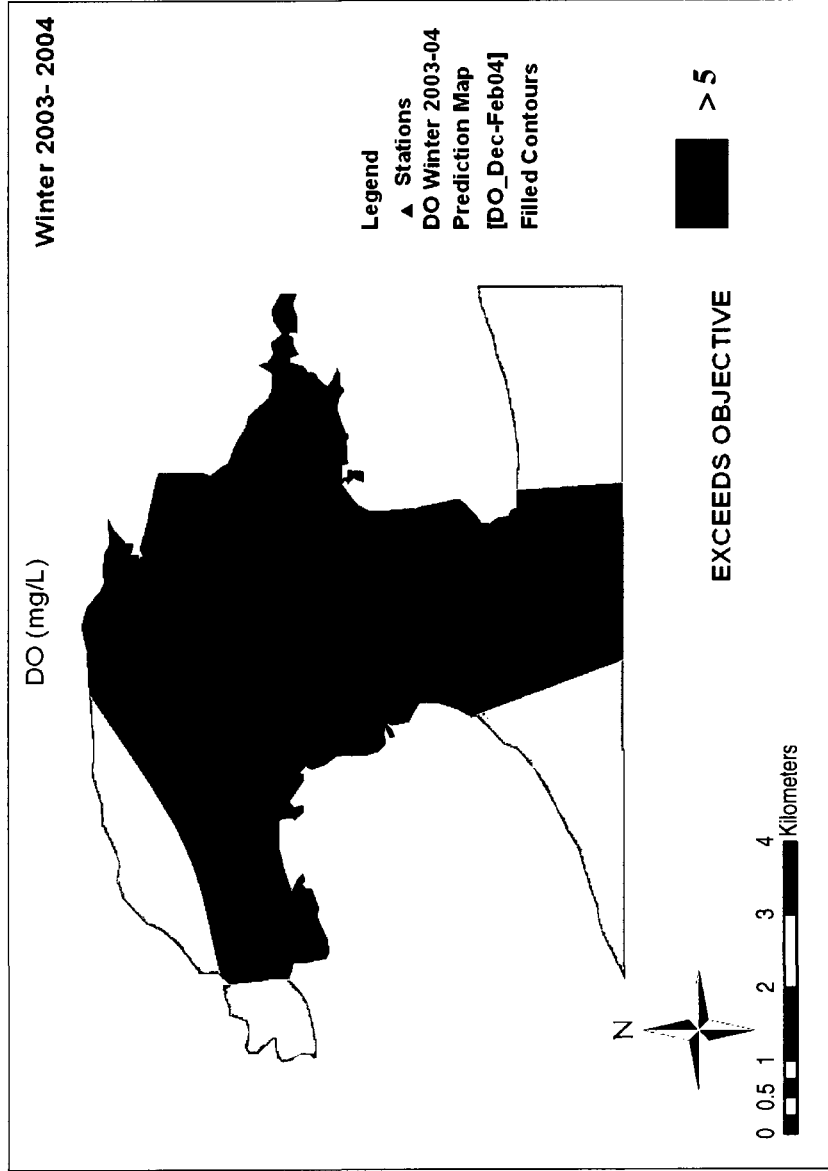 Winter 2003- 2004
DO (mg/L)
Legend
▲ Stations
DO Winter 2003-04
Prediction Map
[DO_Dec-Feb04]
Filled Contours
>5
EXCEEDS OBJECTIVE
N
0 0.5 1 2 3 4
Kilometers